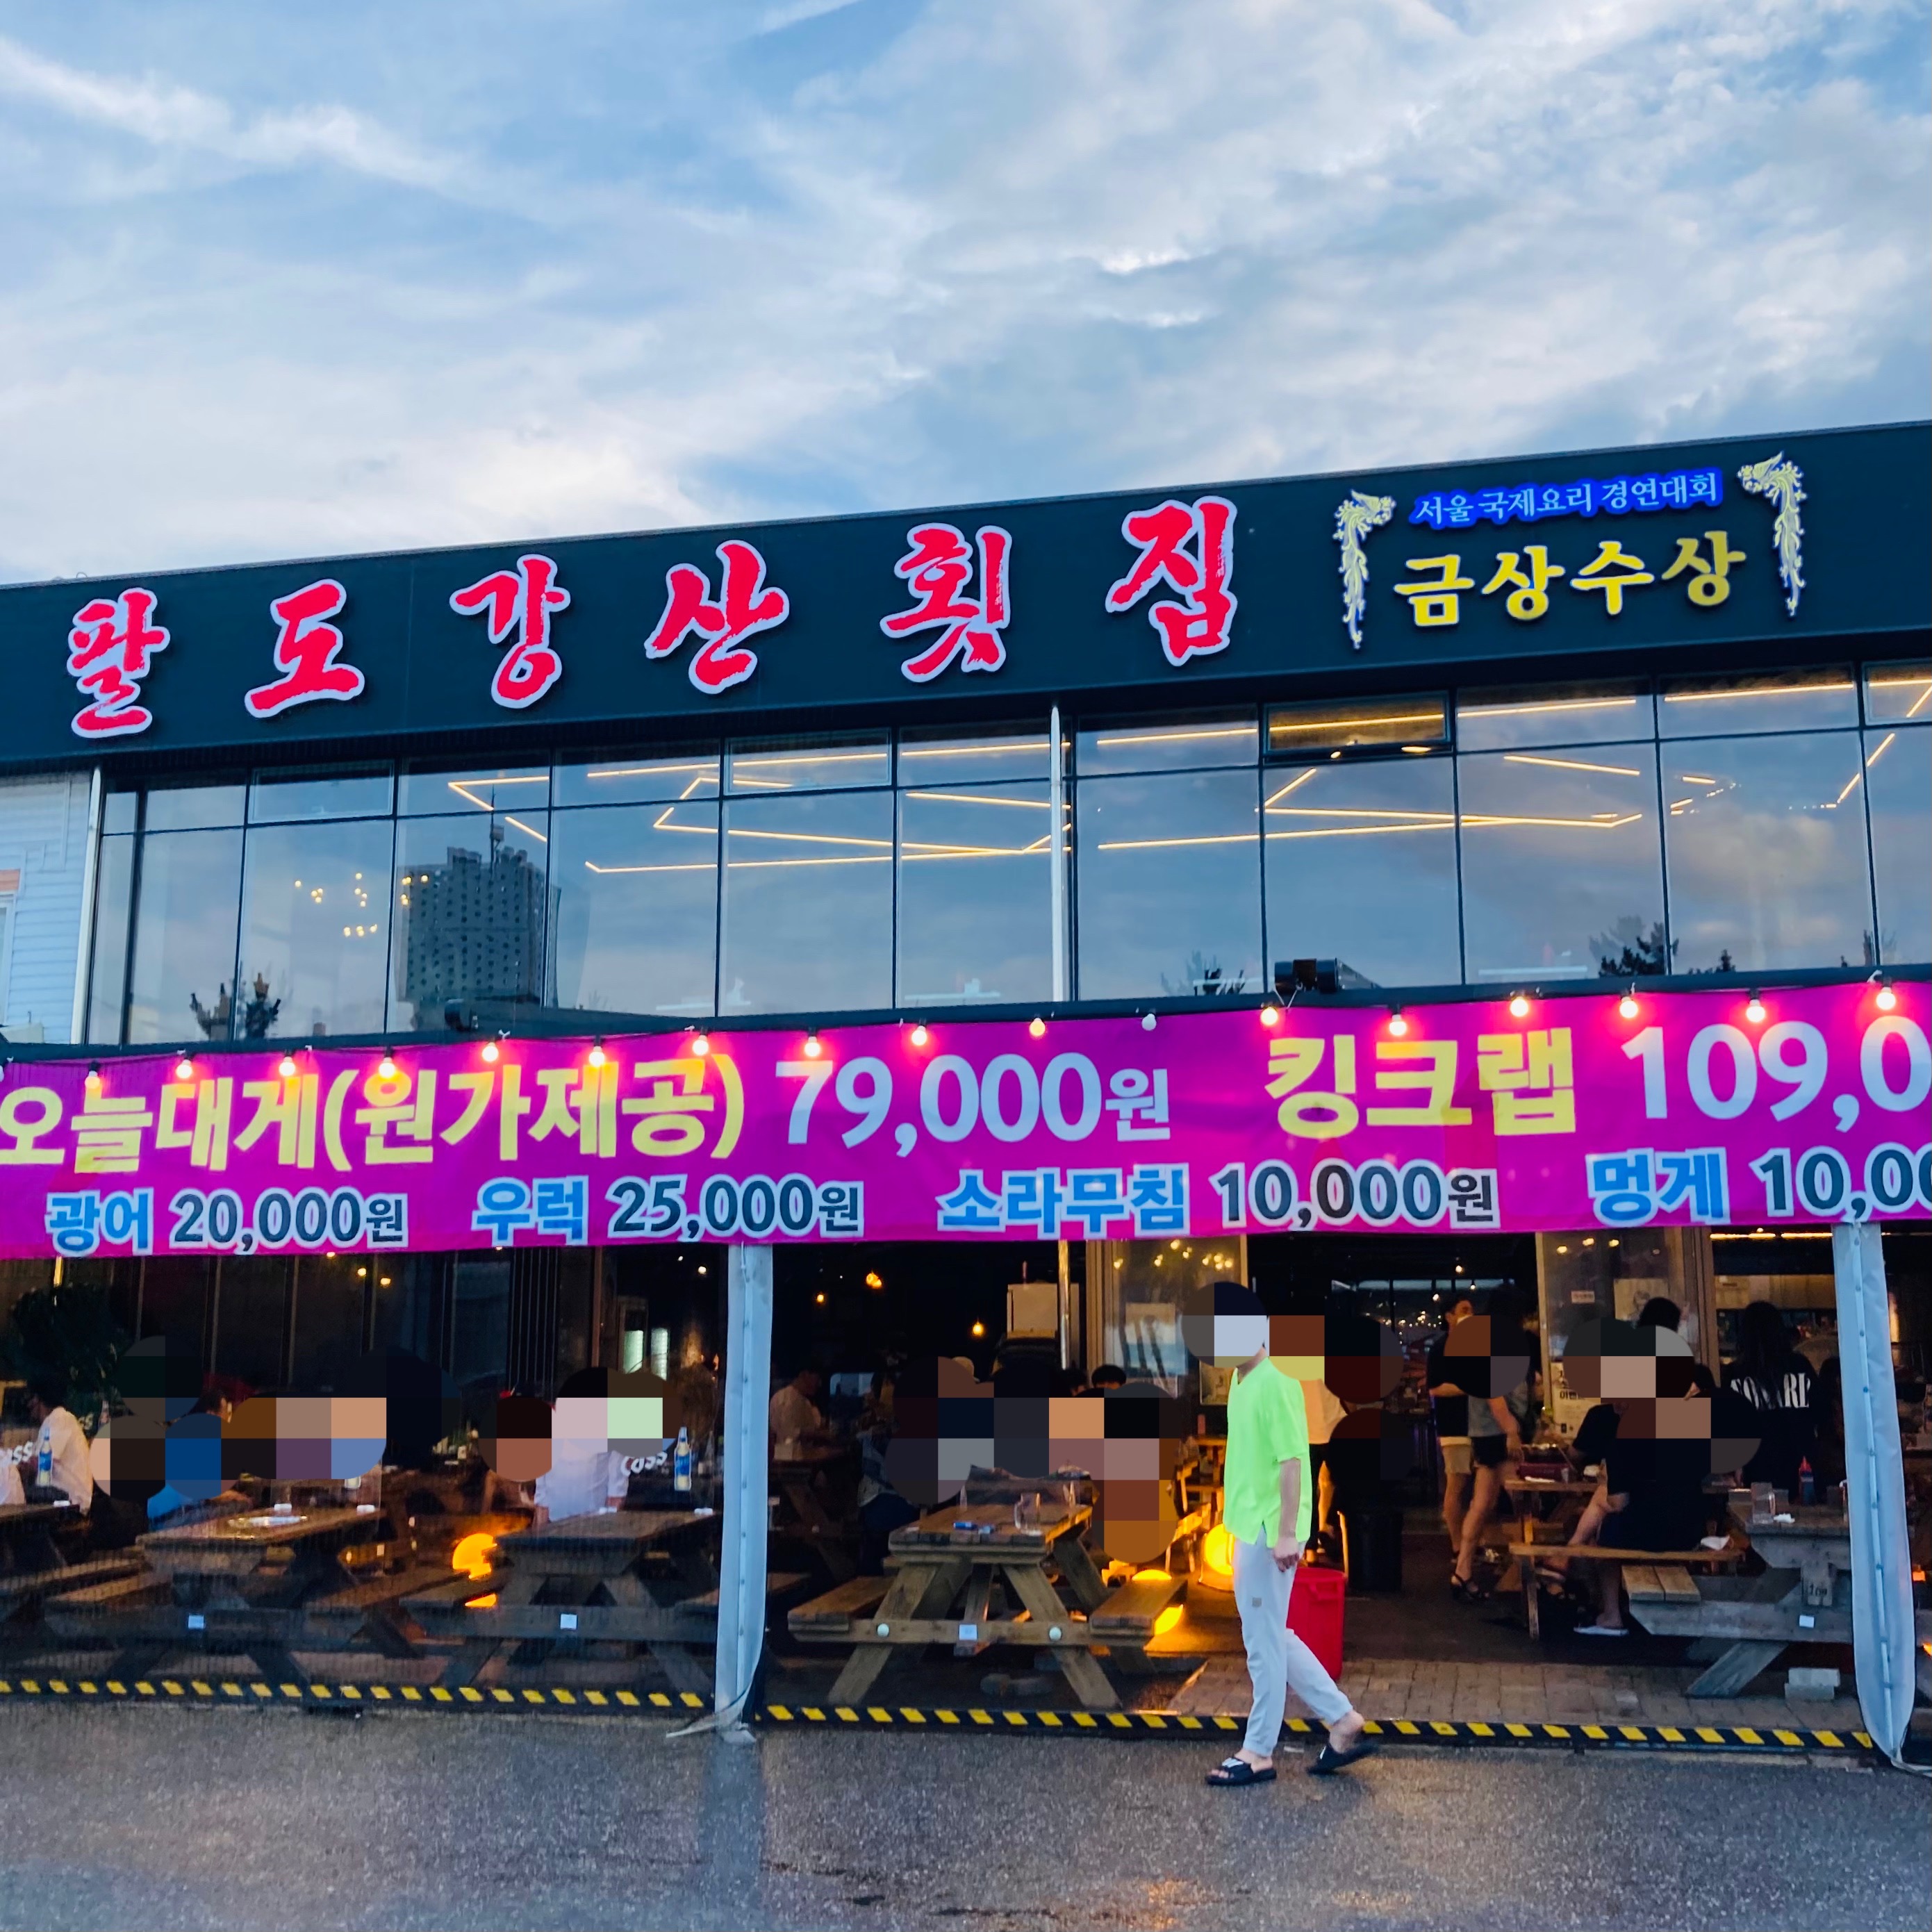 팔도강산횟집
서울국제요리경연대회
금상수상
오늘대게(원가제공) 79,000원 킹크랩 109,0
광어 20,000원 우럭 25,000원 소라무침 10,000원 멍게 10,00